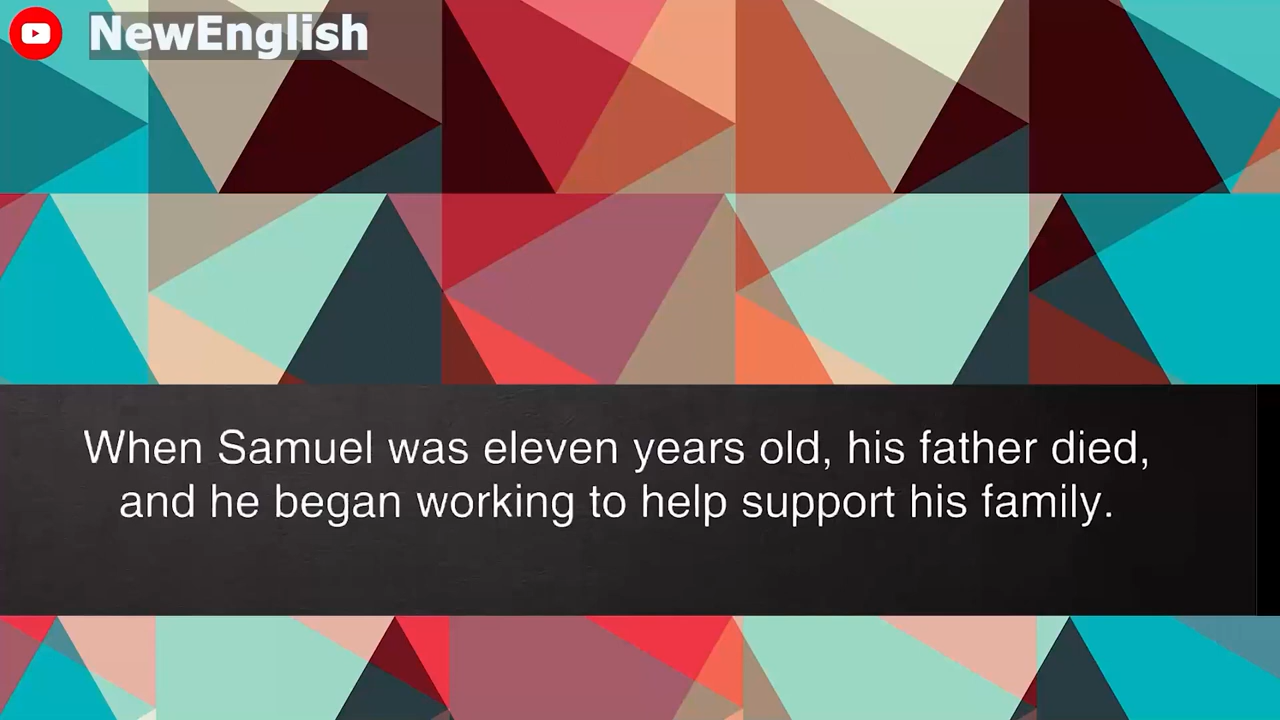 NewEnglish
When Samuel was eleven years old, his father died,
and he began working to help support his family.